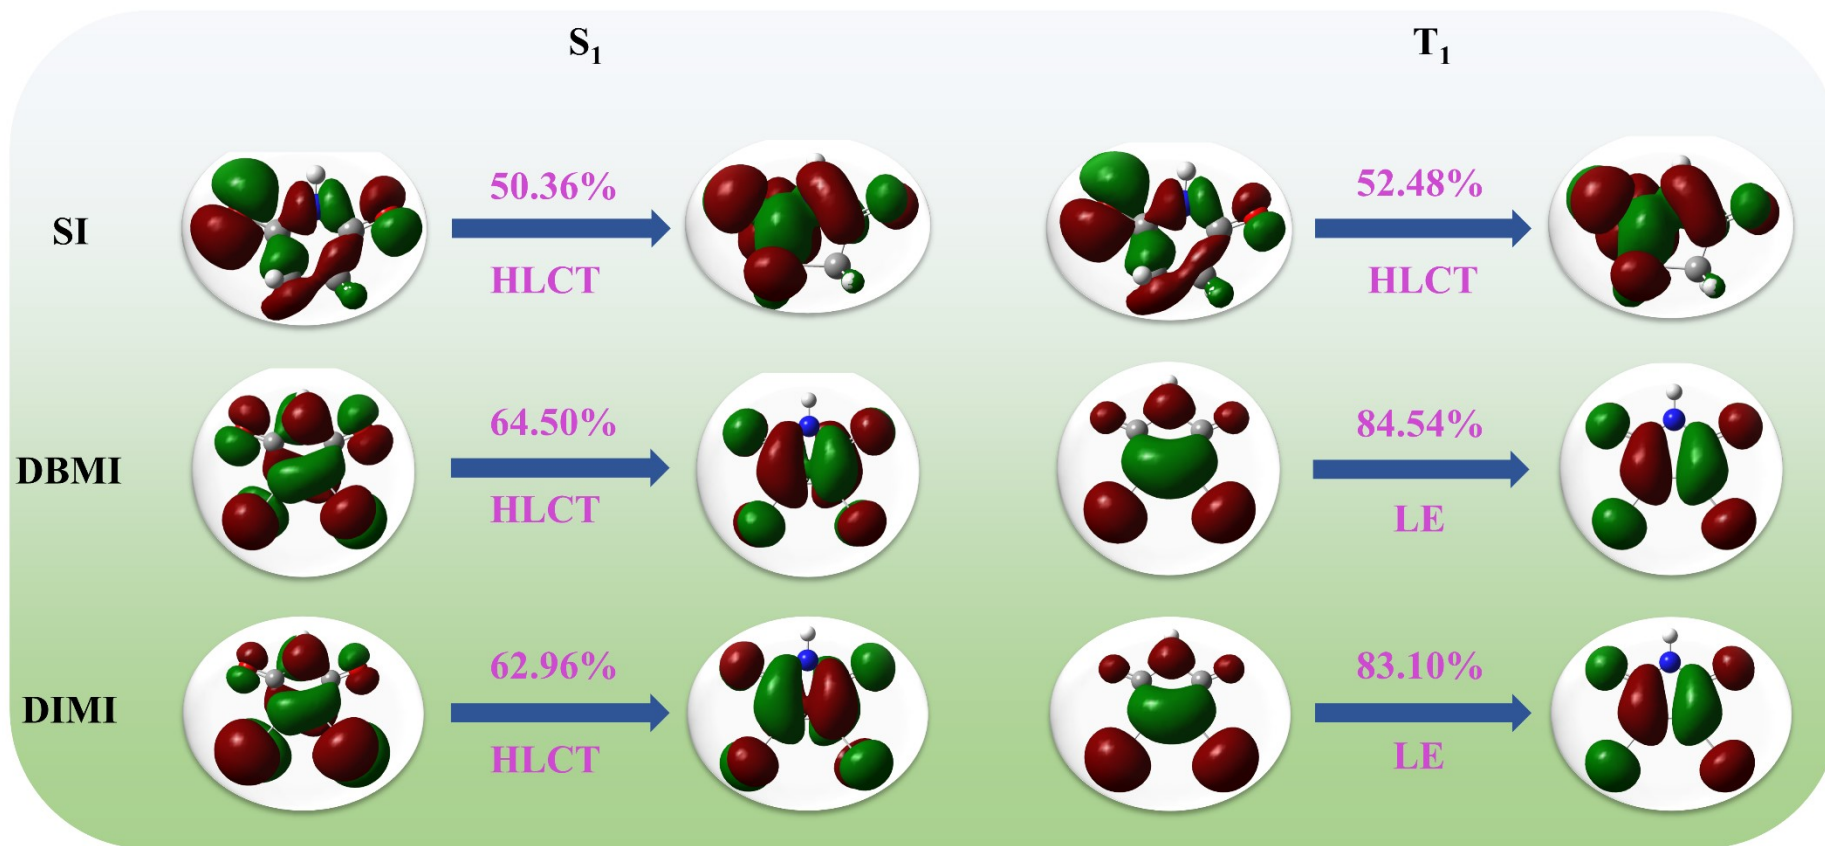 S₁ T₁
50.36% 52.48%
SI
HLCT HLCT
64.50% 84.54%
DBMI
HLCT LE
62.96% 83.10%
DIMI
HLCT LE